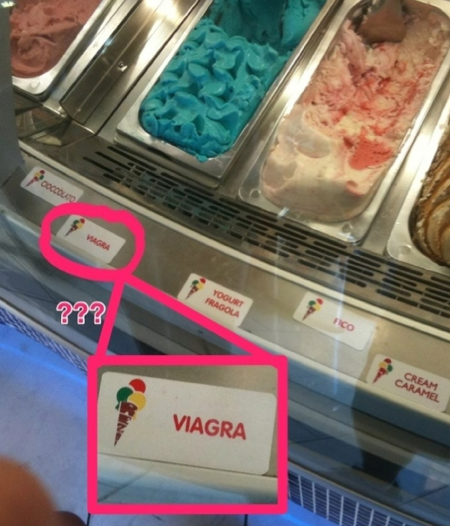 CIOCCOLATO
VIAGRA
???
YOGURT
FRAGOLA
FICO
CREAM
CARAMEL
VIAGRA